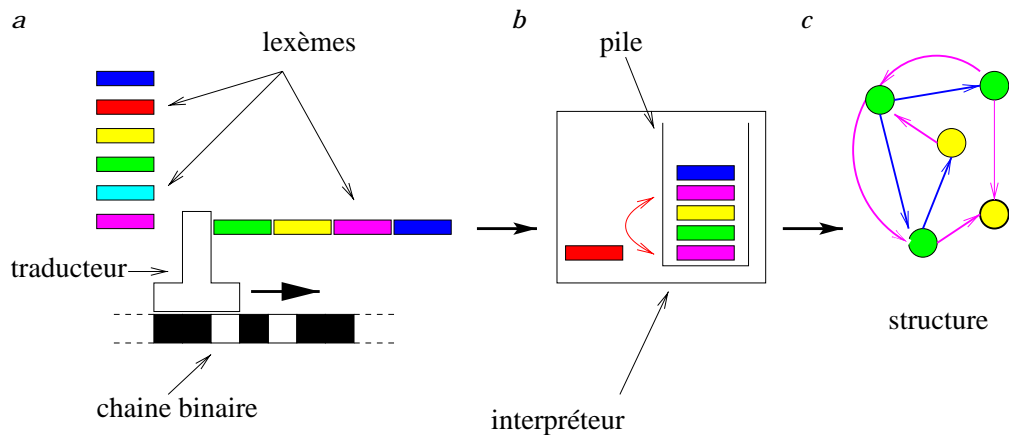 a
lexèmes
traducteur
chaine binaire
b
pile
interpréteur
c
structure